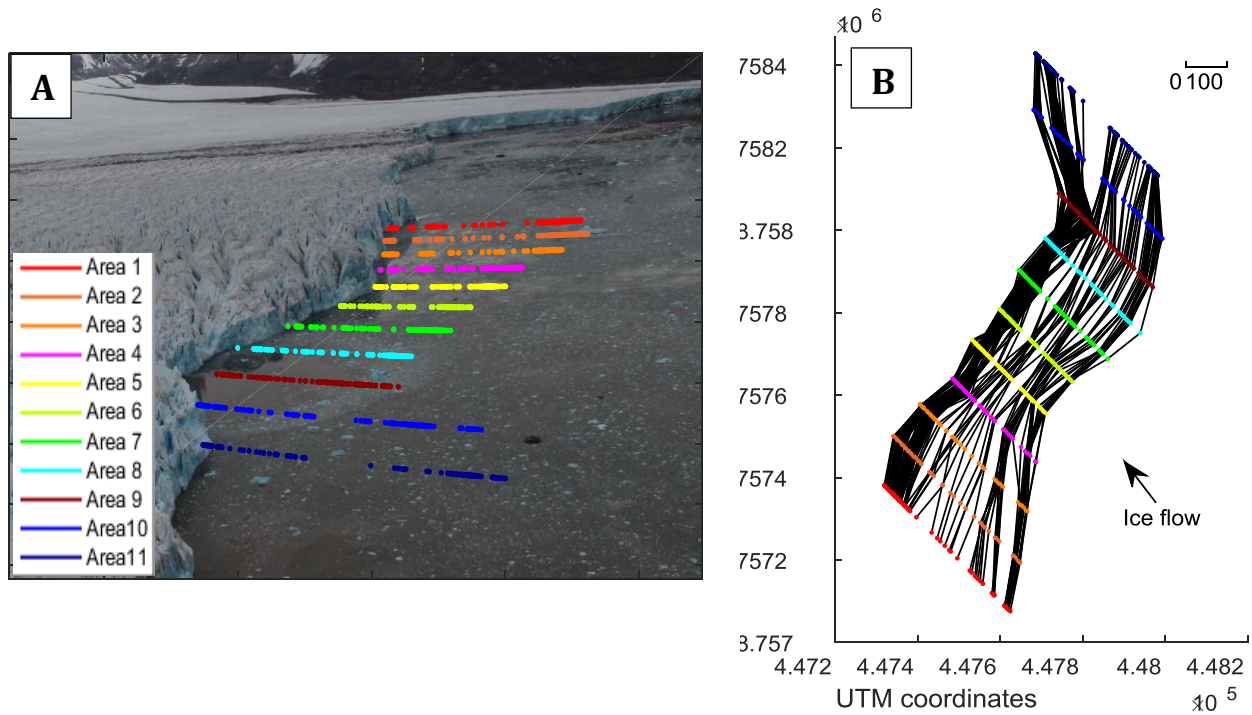 A
Area 1
Area 2
Area 3
Area 4
Area 5
Area 6
Area 7
Area 8
Area 9
Area10
Area11
B
×10 6
0 100
7584
7582
3.758
7578
7576
7574
7572
3.757
Ice flow
4.472 4.474 4.476 4.478 4.48 4.482
UTM coordinates
×10 5